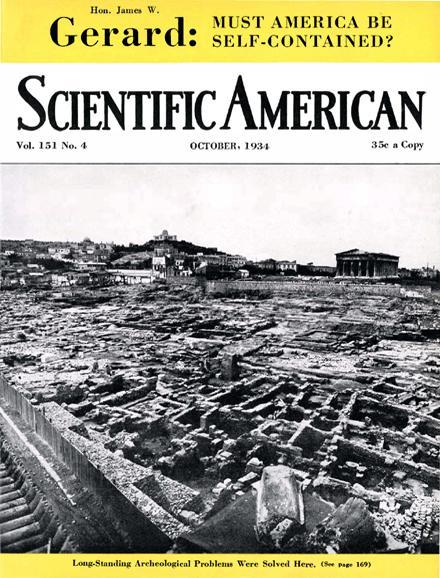 Hon. James W.
Gerard: MUST AMERICA BE
SELF-CONTAINED?
SCIENTIFIC AMERICAN
Vol. 151 No. 4 OCTOBER, 1934 35c a Copy
Long-Standing Archeological Problems Were Solved Here. (See page 169)